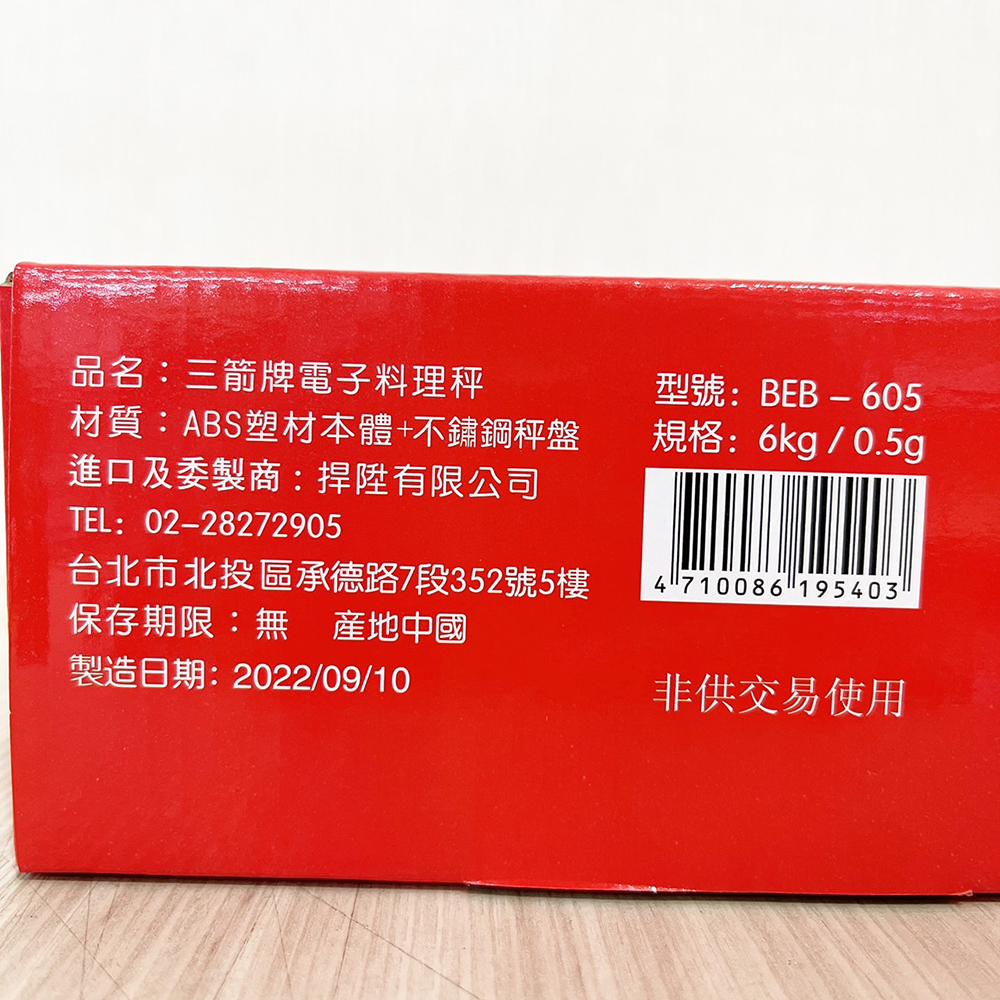 品名：三箭牌電子料理秤
材質：ABS塑材本體+不鏽鋼秤盤
進口及委製商：捍陞有限公司
TEL: 02-28272905
台北市北投區承德路7段352號5樓
保存期限：無 産地中國
製造日期: 2022/09/10
型號: BEB – 605
規格: 6kg / 0.5g
4 710086 195403
非供交易使用